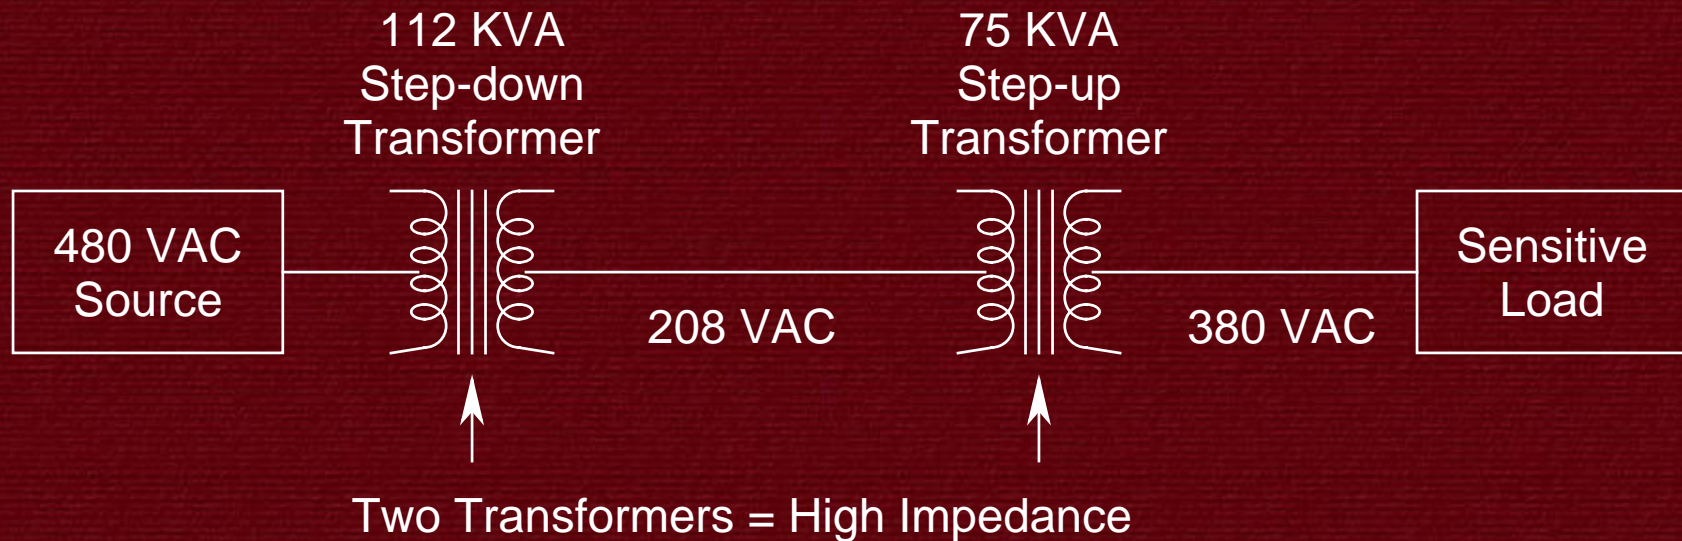 112 KVA
Step-down
Transformer
75 KVA
Step-up
Transformer
480 VAC
Source
208 VAC
380 VAC
Sensitive
Load
Two Transformers = High Impedance